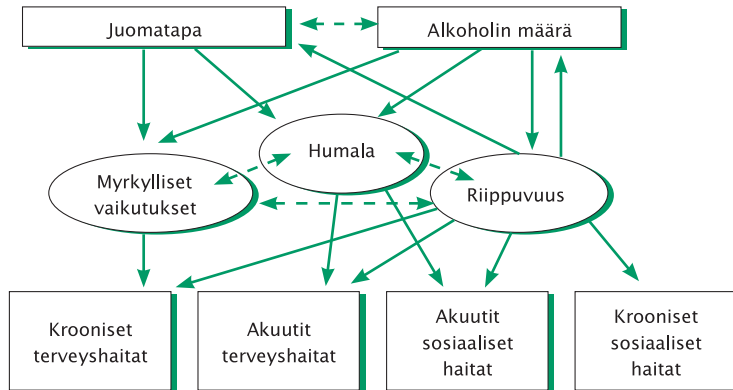 Juomatapa
Alkoholin määrä
Humala
Myrkylliset
vaikutukset
Riippuvuus
Krooniset
terveyshaitat
Akuutit
terveyshaitat
Akuutit
sosiaaliset
haitat
Krooniset
sosiaaliset
haitat